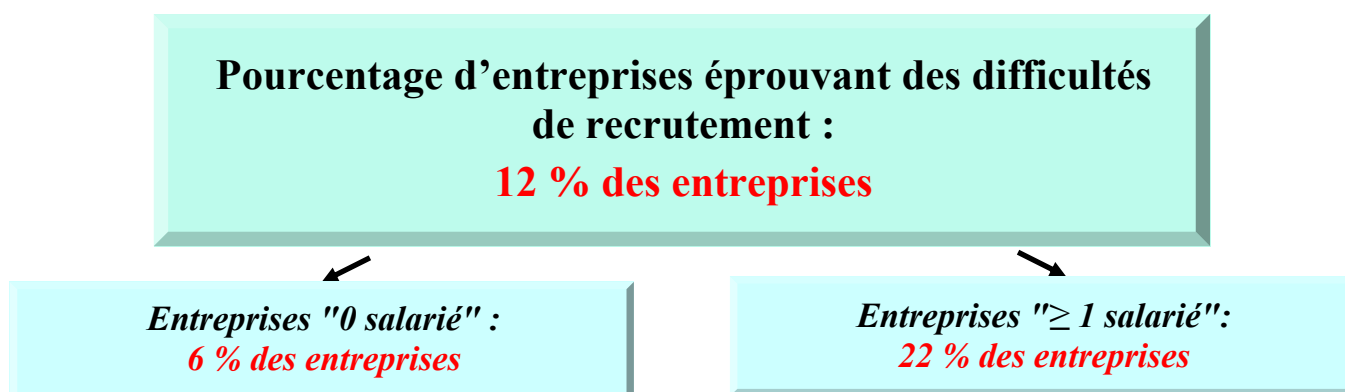 Pourcentage d’entreprises éprouvant des difficultés
de recrutement :
12 % des entreprises
Entreprises "0 salarié" :
6 % des entreprises
Entreprises "≥ 1 salarié":
22 % des entreprises